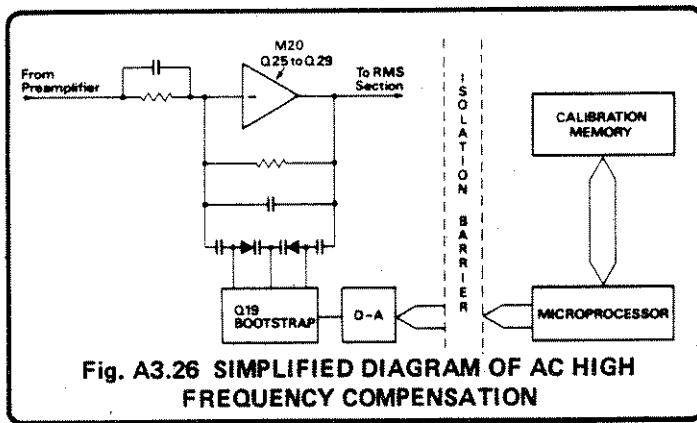 M20
Q25 to Q29
From
Preamplifier
To RMS
Section
ISOLATION BARRIER
CALIBRATION
MEMORY
Q19
BOOTSTRAP
D-A
MICROPROCESSOR
Fig. A3.26 SIMPLIFIED DIAGRAM OF AC HIGH
FREQUENCY COMPENSATION